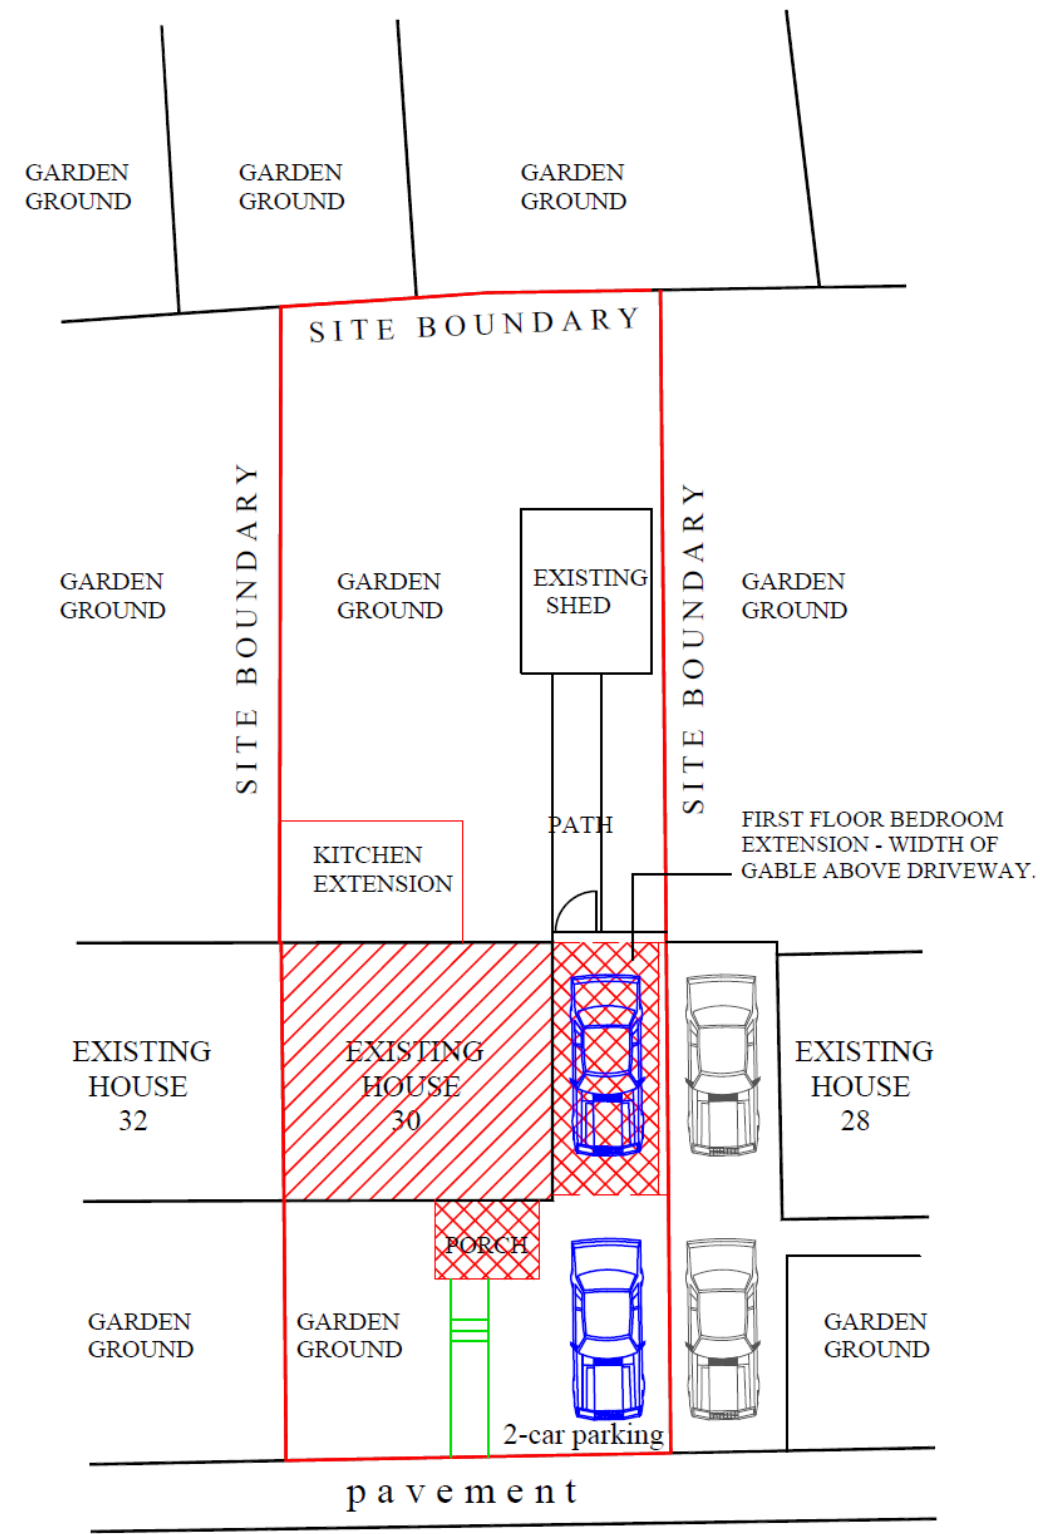 GARDEN
GROUND
GARDEN
GROUND
GARDEN
GROUND
SITE BOUNDARY
SITE BOUNDARY
SITE BOUNDARY
GARDEN
GROUND
GARDEN
GROUND
EXISTING
SHED
GARDEN
GROUND
PATH
FIRST FLOOR BEDROOM
EXTENSION - WIDTH OF
GABLE ABOVE DRIVEWAY.
KITCHEN
EXTENSION
EXISTING
HOUSE
32
EXISTING
HOUSE
30
EXISTING
HOUSE
28
PORCH
GARDEN
GROUND
GARDEN
GROUND
GARDEN
GROUND
2-car parking
pavement